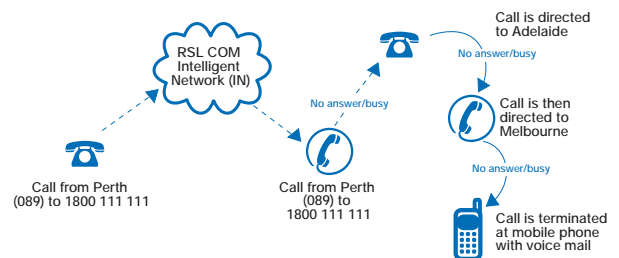 RSL COM
Intelligent
Network (IN)
Call from Perth
(089) to 1800 111 111
No answer/busy
Call from Perth
(089) to
1800 111 111
Call is directed
to Adelaide
No answer/busy
Call is then
directed to
Melbourne
No answer/busy
Call is terminated
at mobile phone
with voice mail